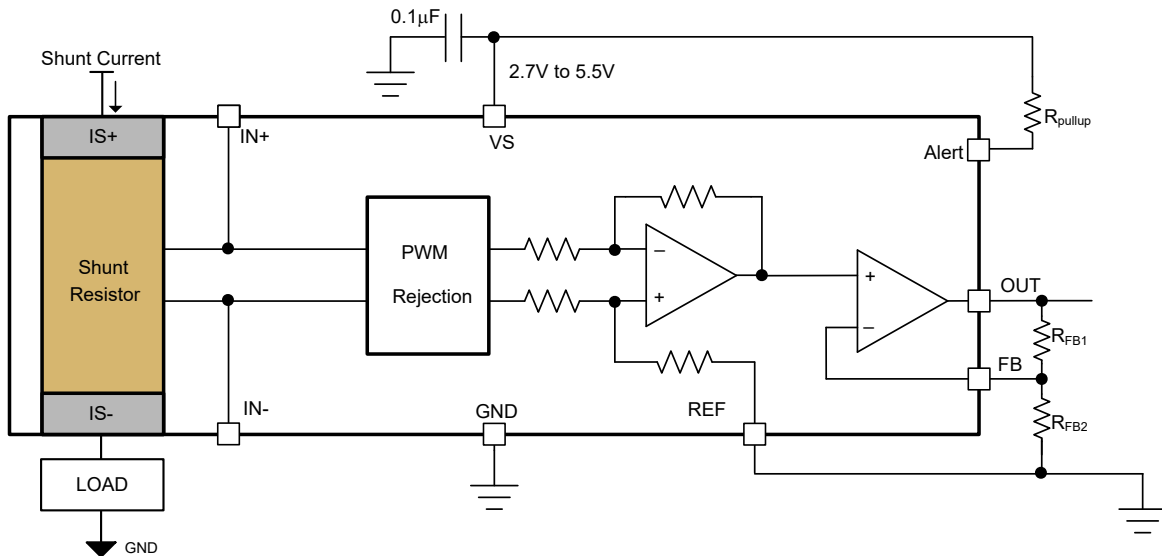 0.1μF
Shunt Current
2.7V to 5.5V
IS+
IN+
VS
Rpullup
Alert
PWM
Rejection
Shunt
Resistor
−
+
+
−
OUT
RFB1
FB
IS-
IN-
GND
REF
RFB2
LOAD
GND